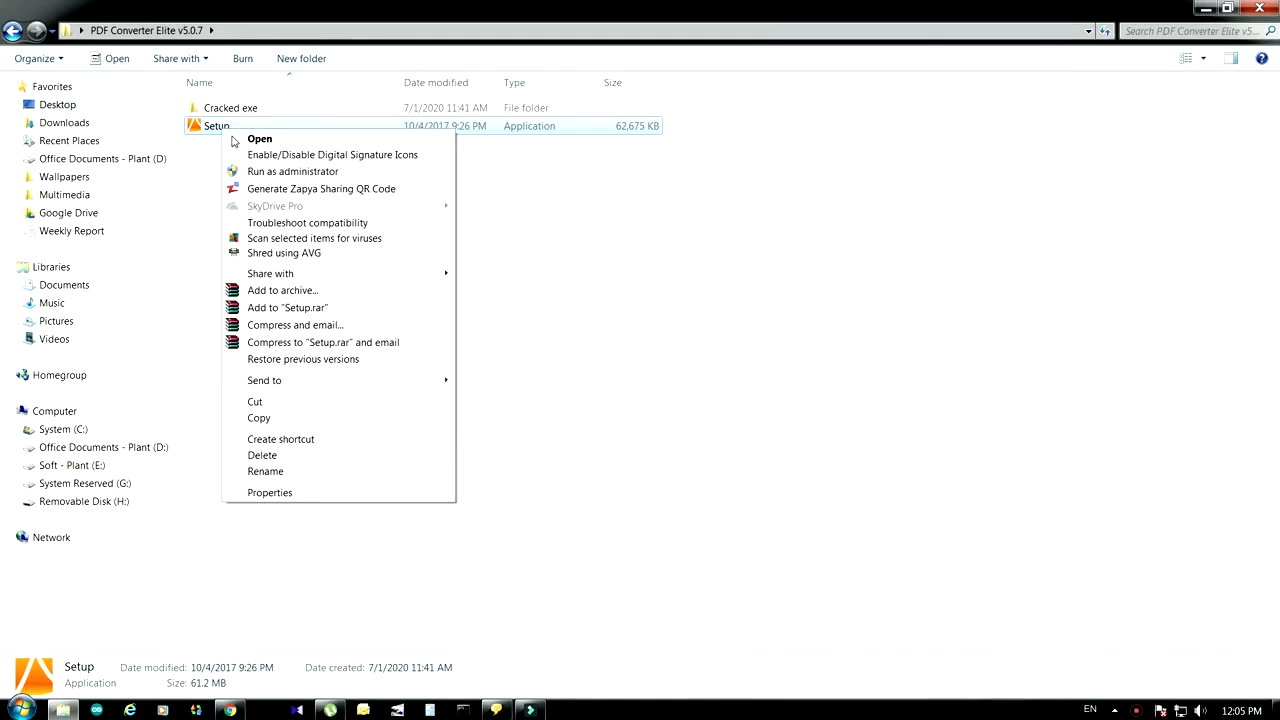 PDF Converter Elite v5.0.7
Search PDF Converter Elite v5...
Organize Open Share with Burn New folder
Name Date modified Type Size
Favorites
Desktop
Downloads
Recent Places
Office Documents - Plant (D)
Wallpapers
Multimedia
Google Drive
Weekly Report
Libraries
Documents
Music
Pictures
Videos
Homegroup
Computer
System (C:)
Office Documents - Plant (D:)
Soft - Plant (E:)
System Reserved (G:)
Removable Disk (H:)
Network
Cracked exe 7/1/2020 11:41 AM File folder
Setup 10/4/2017 9:26 PM Application 62,675 KB
Open
Enable/Disable Digital Signature Icons
Run as administrator
Generate Zapya Sharing QR Code
SkyDrive Pro
Troubleshoot compatibility
Scan selected items for viruses
Shred using AVG
Share with
Add to archive...
Add to "Setup.rar"
Compress and email...
Compress to "Setup.rar" and email
Restore previous versions
Send to
Cut
Copy
Create shortcut
Delete
Rename
Properties
Setup Date modified: 10/4/2017 9:26 PM Date created: 7/1/2020 11:41 AM
Application Size: 61.2 MB
EN 12:05 PM